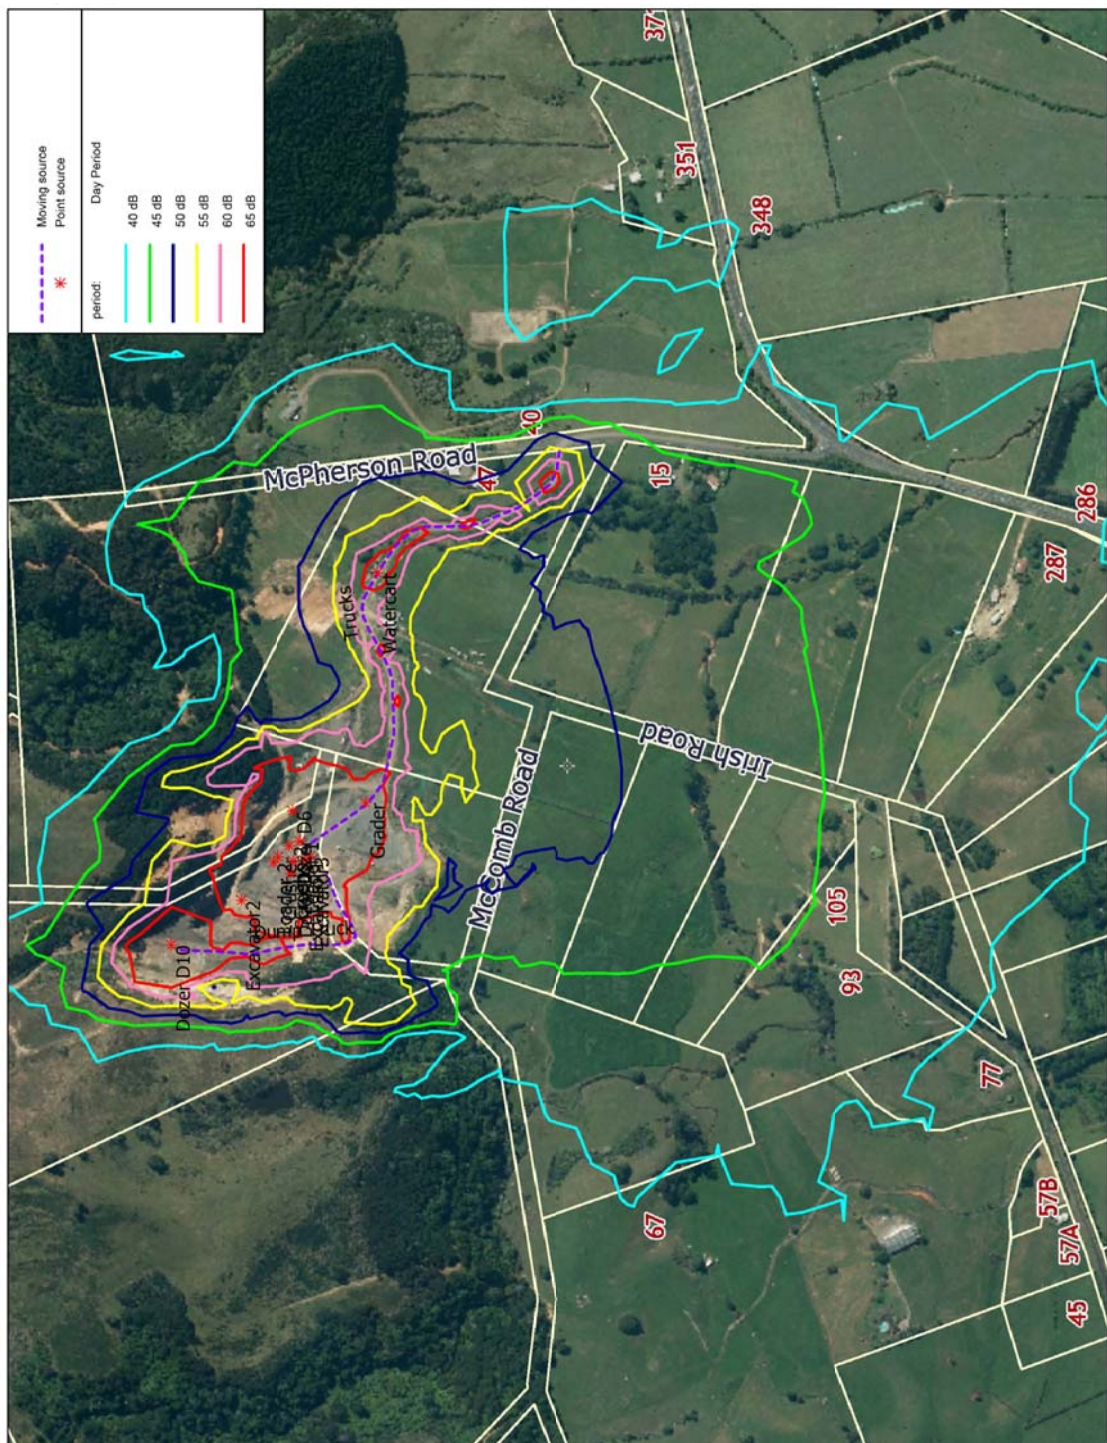 Moving source
Point source
period:
Day Period
40 dB
45 dB
50 dB
55 dB
60 dB
65 dB
371
351
348
40
McPherson Road
47
15
286
287
Trucks
Watercart
Irish Road
McComb Road
D6
Grader
Loader 2
Excavator2
Dozer D10
105
93
77
67
57B
57A
45